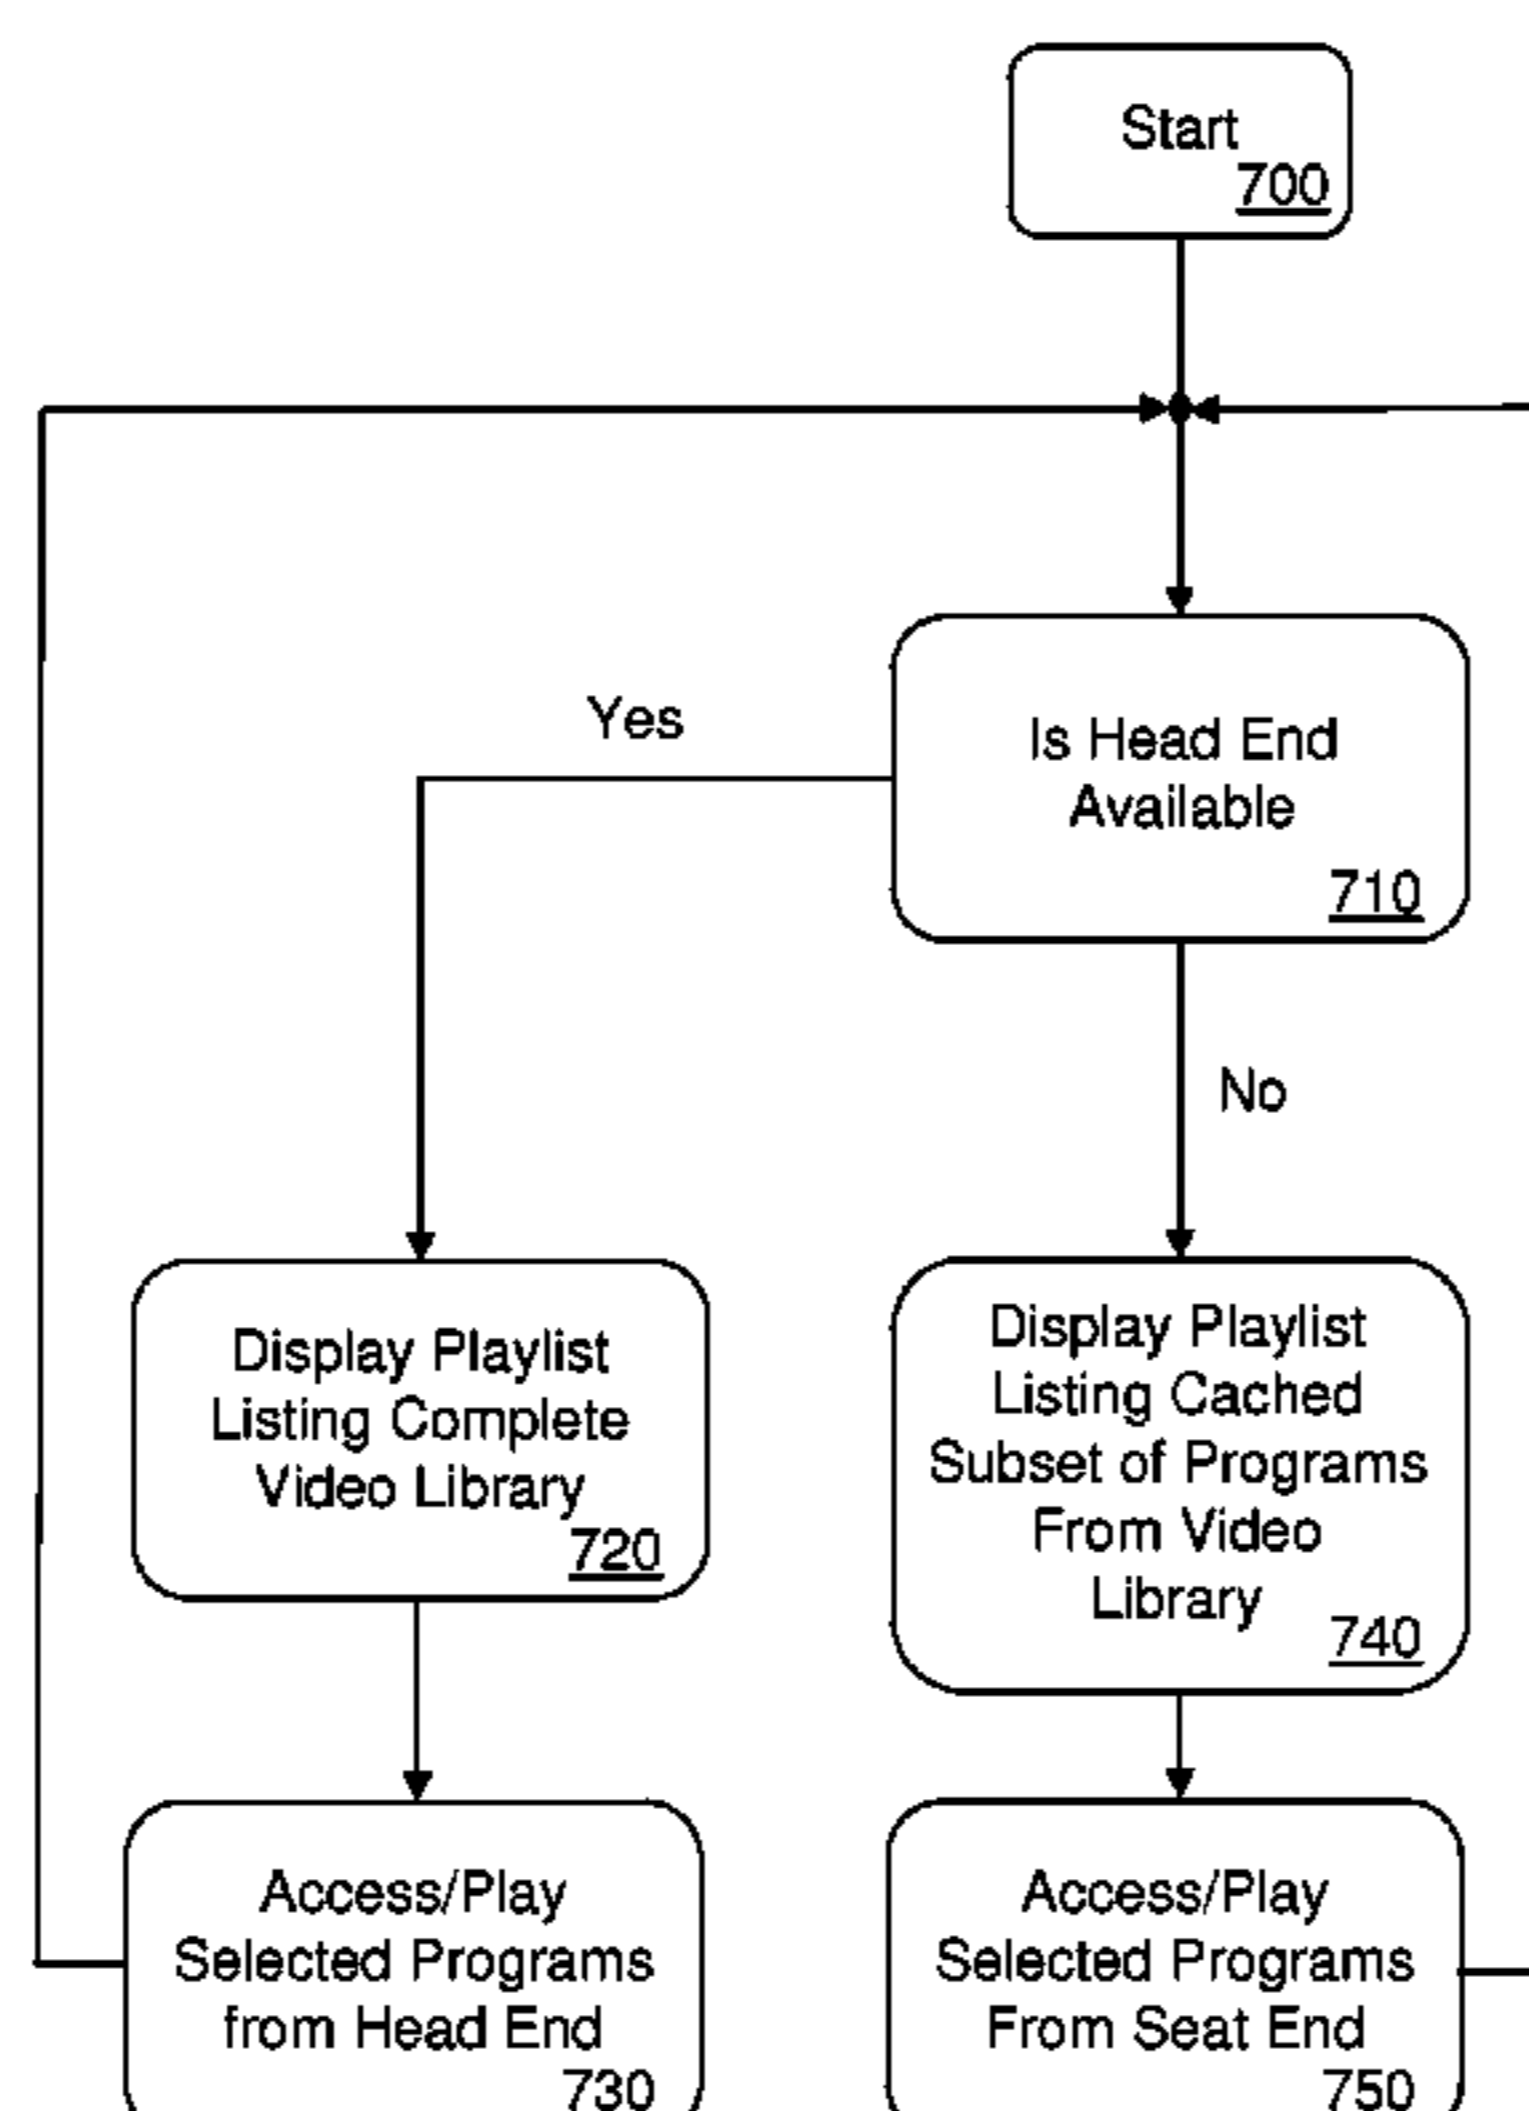 Start
700
Is Head End
Available
710
Yes
No
Display Playlist
Listing Complete
Video Library
720
Display Playlist
Listing Cached
Subset of Programs
From Video
Library
740
Access/Play
Selected Programs
from Head End
730
Access/Play
Selected Programs
From Seat End
750